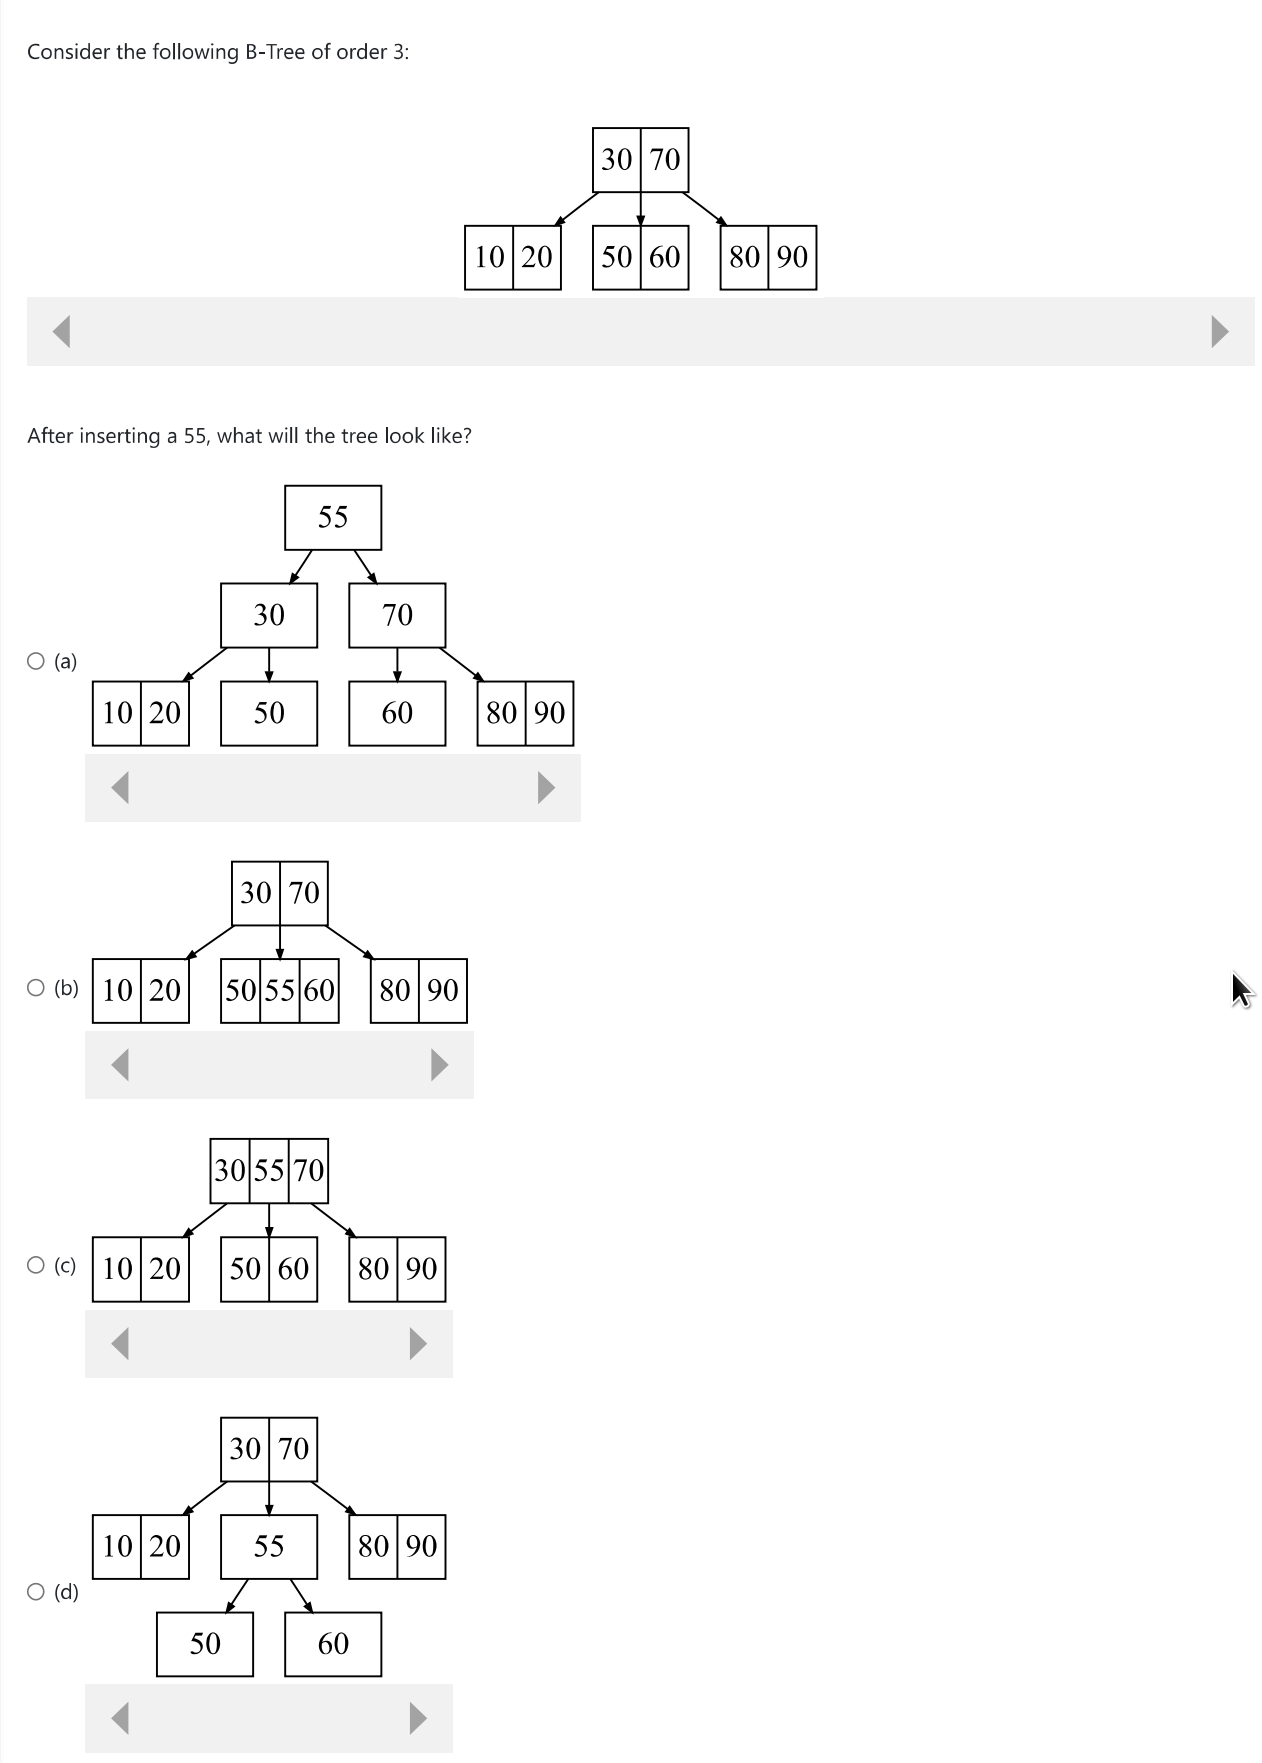 Consider the following B-Tree of order 3:
30 70
10 20 50 60 80 90
After inserting a 55, what will the tree look like?
55
30 70
(a)
10 20 50 60 80 90
30 70
(b) 10 20 50 55 60 80 90
30 55 70
(c) 10 20 50 60 80 90
30 70
10 20 55 80 90
(d)
50 60